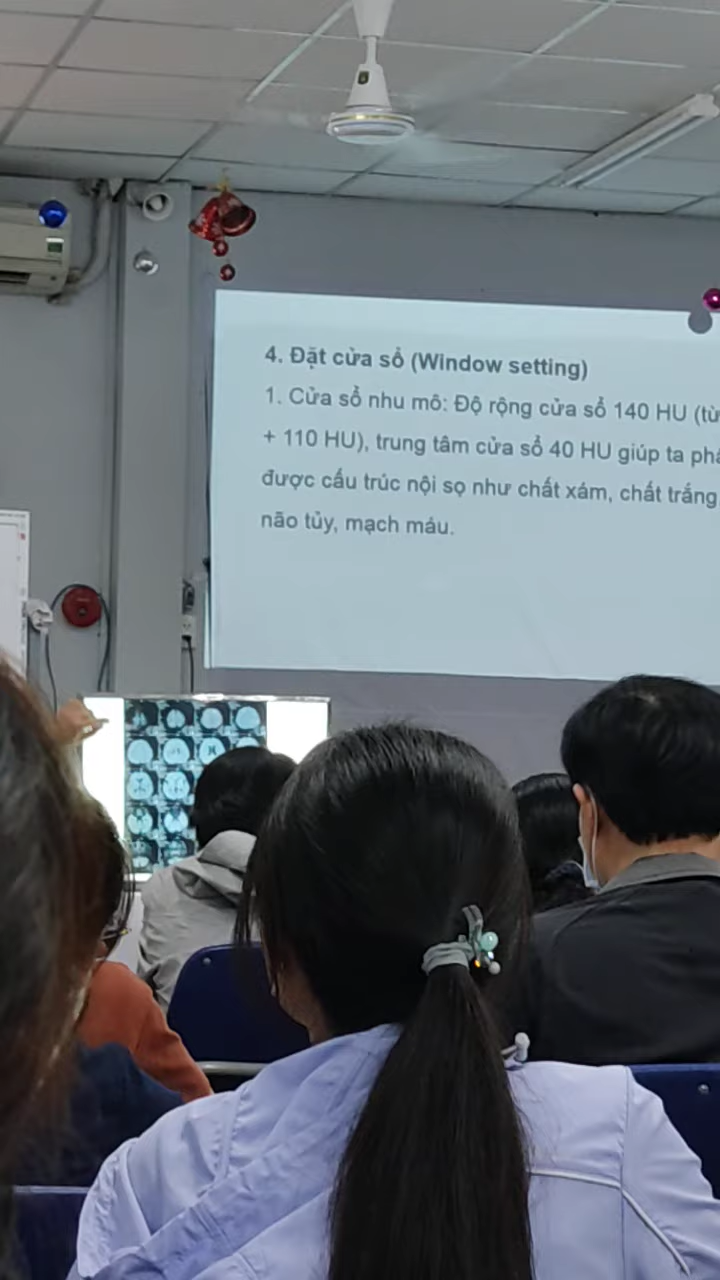 4. Đặt cửa sổ (Window setting)
1. Cửa sổ nhu mô: Độ rộng cửa sổ 140 HU (từ
+ 110 HU), trung tâm cửa sổ 40 HU giúp ta
được cấu trúc nội sọ như chất xám, chất trắng
não tủy, mạch máu.